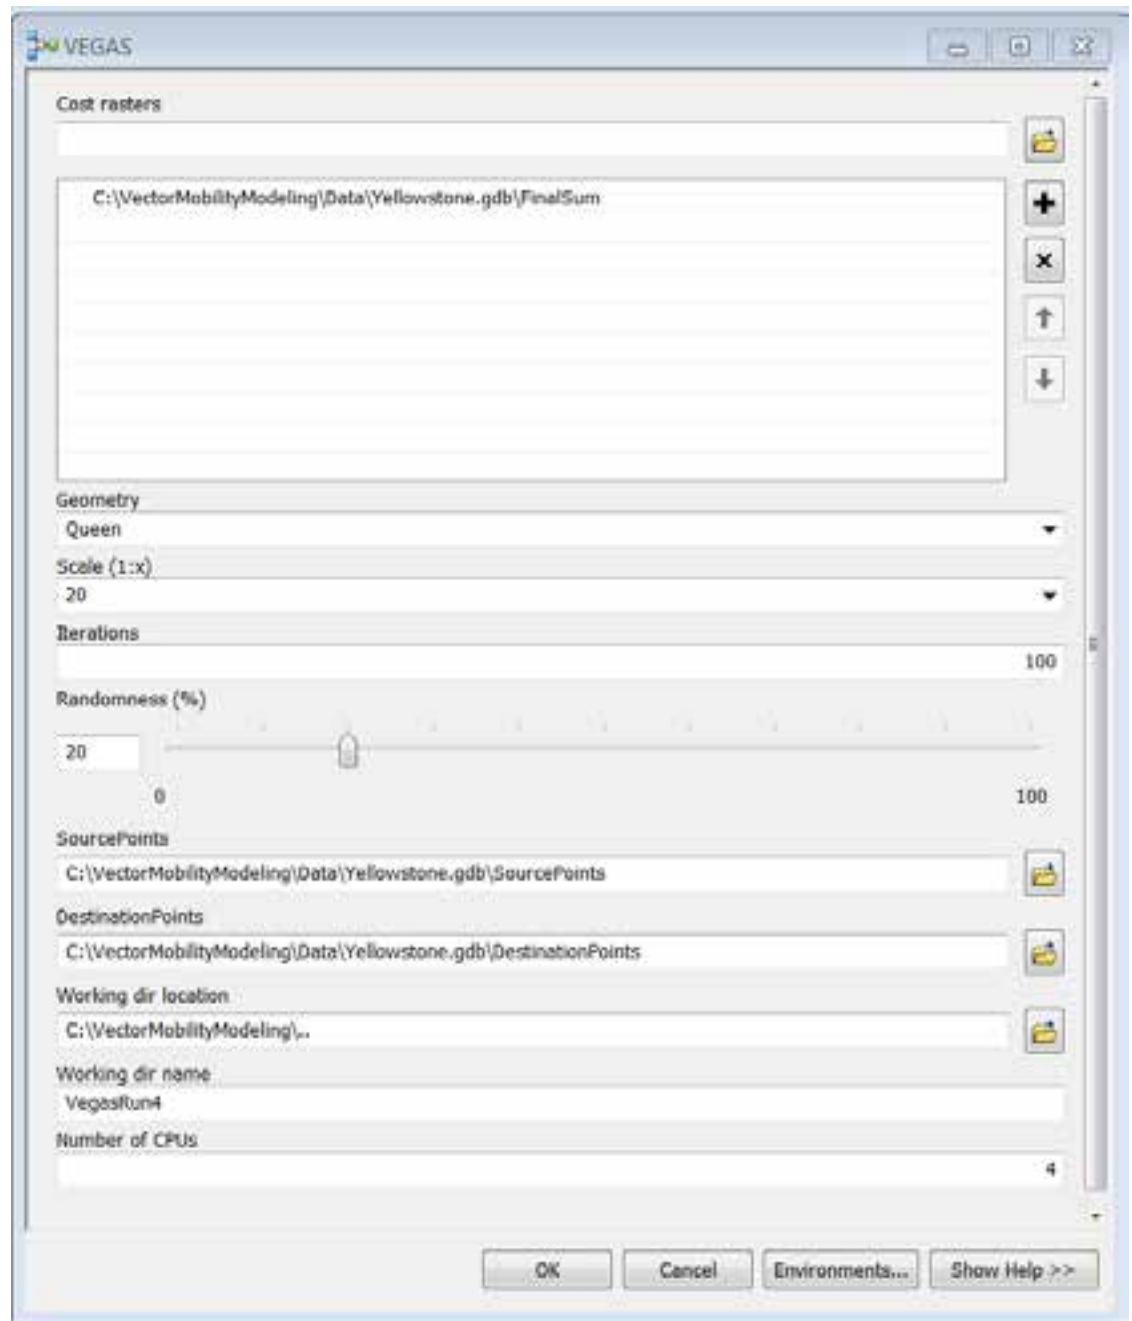 VEGAS
Cost rasters
C:\VectorMobilityModeling\Data\Yellowstone.gdb\FinalSum
Geometry
Queen
Scale (1:x)
20
Iterations
100
Randomness (%)
20
0 100
SourcePoints
C:\VectorMobilityModeling\Data\Yellowstone.gdb\SourcePoints
DestinationPoints
C:\VectorMobilityModeling\Data\Yellowstone.gdb\DestinationPoints
Working dir location
C:\VectorMobilityModeling\..
Working dir name
VegasRun4
Number of CPUs
4
OK Cancel Environments... Show Help >>